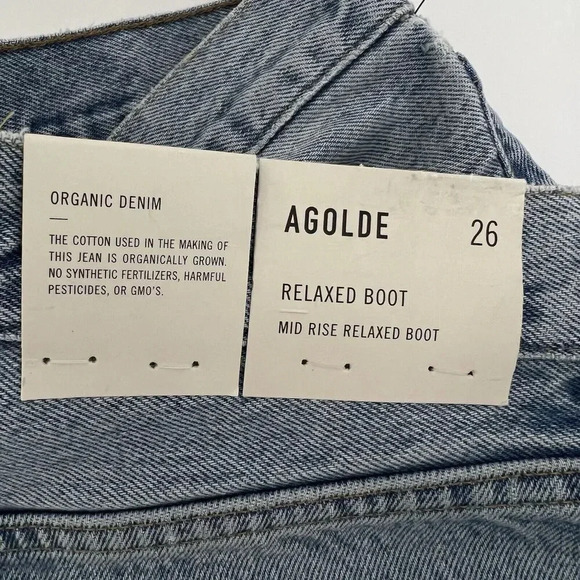 ORGANIC DENIM
THE COTTON USED IN THE MAKING OF
THIS JEAN IS ORGANICALLY GROWN.
NO SYNTHETIC FERTILIZERS, HARMFUL
PESTICIDES, OR GMO'S.
AGOLDE 26
RELAXED BOOT
MID RISE RELAXED BOOT